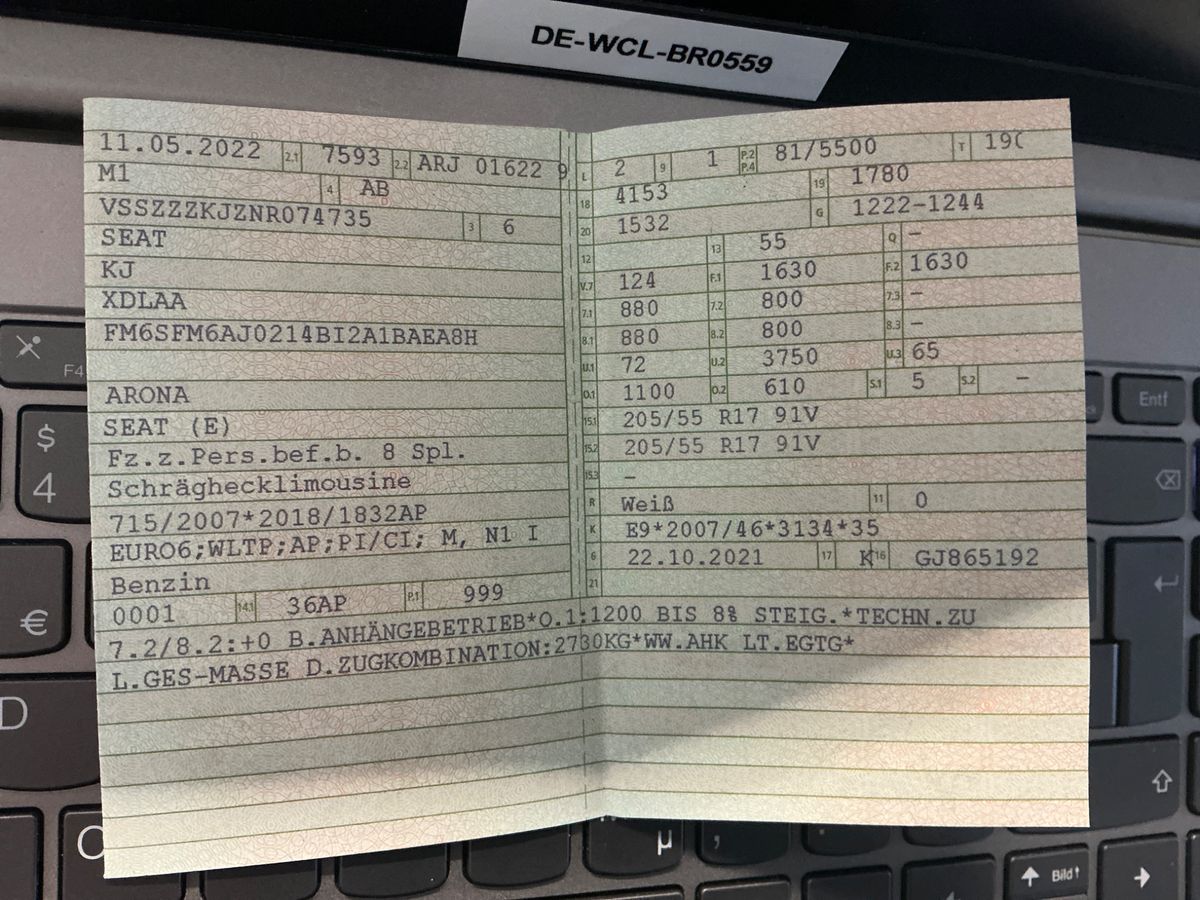 DE-WCL-BR0559
11.05.2022 2.1 7593 2.2 ARJ 01622 9
M1 4 AB
VSSZZZKJZNR074735 3 6
SEAT
KJ
XDLAA
FM6SFM6AJ0214BI2A1BAEA8H
ARONA
SEAT (E)
Fz.z.Pers.bef.b. 8 Spl.
Schräghecklimousine
715/2007*2018/1832AP
EURO6;WLTP;AP;PI/CI; M, N1 I
Benzin
0001 14.1 36AP P.1 999
L 2 9 1 P.2 P.4 81/5500 T 190
18 4153 19 1780
20 1532 G 1222-1244
12 13 55 Q -
V.7 124 F.1 1630 F.2 1630
7.1 880 7.2 800 7.3 -
8.1 880 8.2 800 8.3 -
U.1 72 U.2 3750 U.3 65
O.1 1100 O.2 610 S.1 5 S.2 -
15.1 205/55 R17 91V
15.2 205/55 R17 91V
15.3 -
R Weiß 11 0
K E9*2007/46*3134*35
6 22.10.2021 17 K 16 GJ865192
21
7.2/8.2:+0 B.ANHÄNGEBETRIEB*O.1:1200 BIS 8% STEIG.*TECHN.ZU
L.GES-MASSE D.ZUGKOMBINATION:2730KG*WW.AHK LT.EGTG*
F4
$
4
€
D
Entf
µ
,
Bild